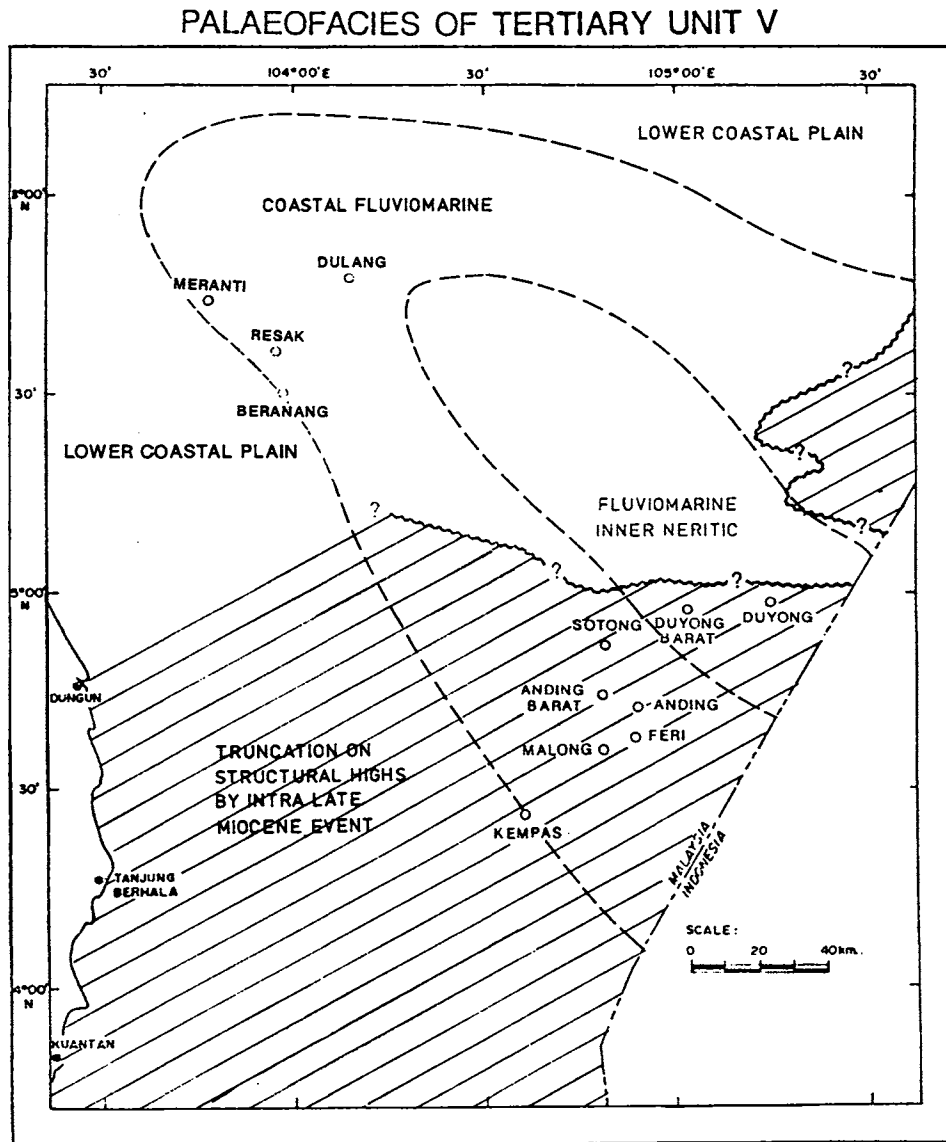 PALAEOFACIES OF TERTIARY UNIT V
30'
104°00'E
30'
105°00'E
30'
LOWER COASTAL PLAIN
°00'
N
COASTAL FLUVIOMARINE
DULANG
MERANTI
RESAK
?
30'
BERANANG
?
LOWER COASTAL PLAIN
FLUVIOMARINE
INNER NERITIC
?
?
?
?
5°00'
N
SOTONG
DUYONG
BARAT
DUYONG
DUNGUN
ANDING
BARAT
ANDING
TRUNCATION ON
STRUCTURAL HIGHS
BY INTRA LATE
MIOCENE EVENT
MALONG
FERI
30'
KEMPAS
MALAYSIA
INDONESIA
TANJUNG
BERHALA
SCALE :
0 20 40km.
4°00'
N
KUANTAN